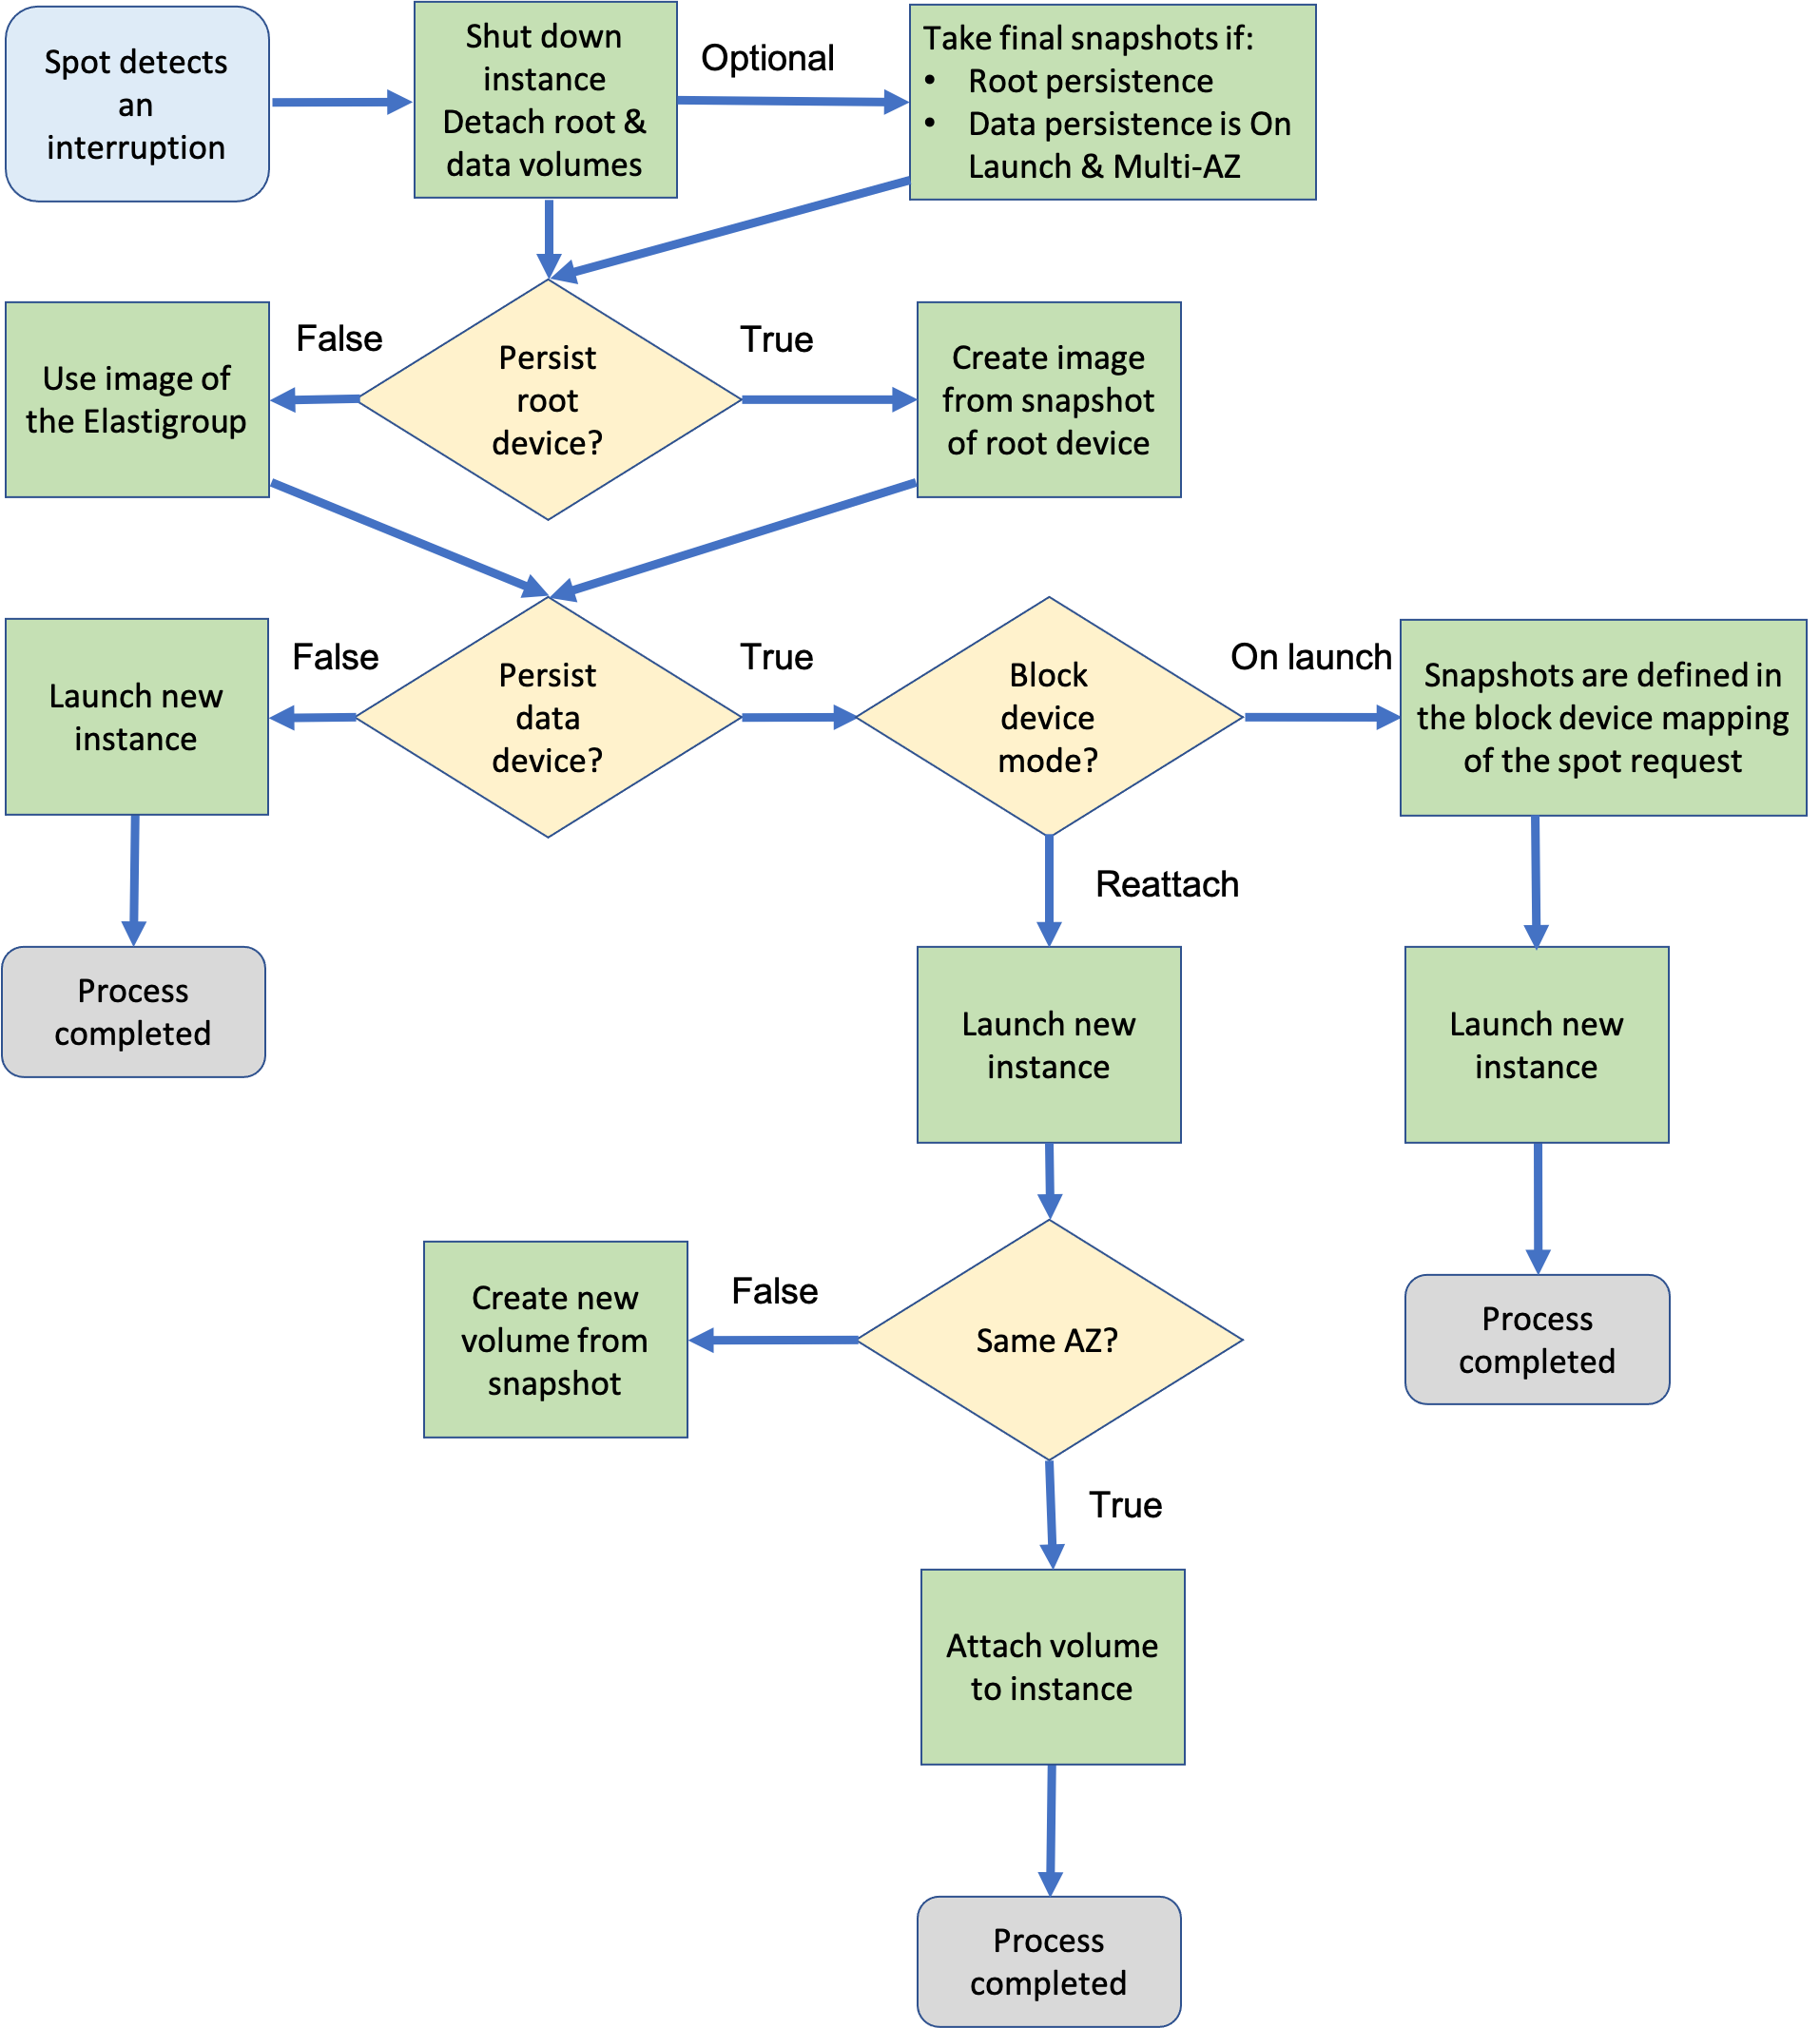 Spot detects
an
interruption
Shut down
instance
Detach root &
data volumes
Optional
Take final snapshots if:
• Root persistence
• Data persistence is On
Launch & Multi-AZ
Use image of
the Elastigroup
False
Persist
root
device?
True
Create image
from snapshot
of root device
Launch new
instance
False
Persist
data
device?
True
Block
device
mode?
On launch
Snapshots are defined in
the block device mapping
of the spot request
Reattach
Process
completed
Launch new
instance
Launch new
instance
Create new
volume from
snapshot
False
Same AZ?
Process
completed
True
Attach volume
to instance
Process
completed